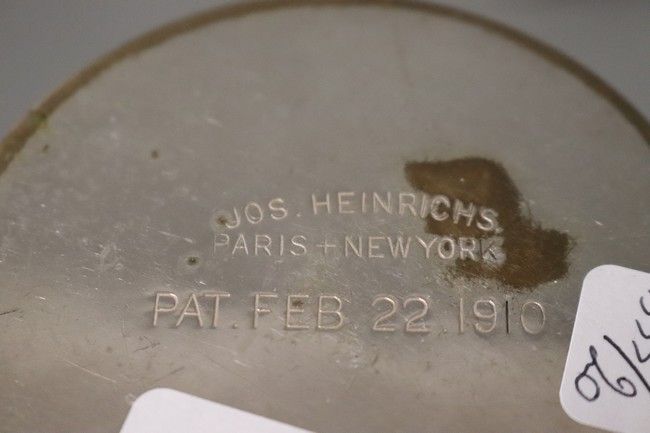 JOS. HEINRICHS.
PARIS + NEW YORK
PAT. FEB. 22. 1910